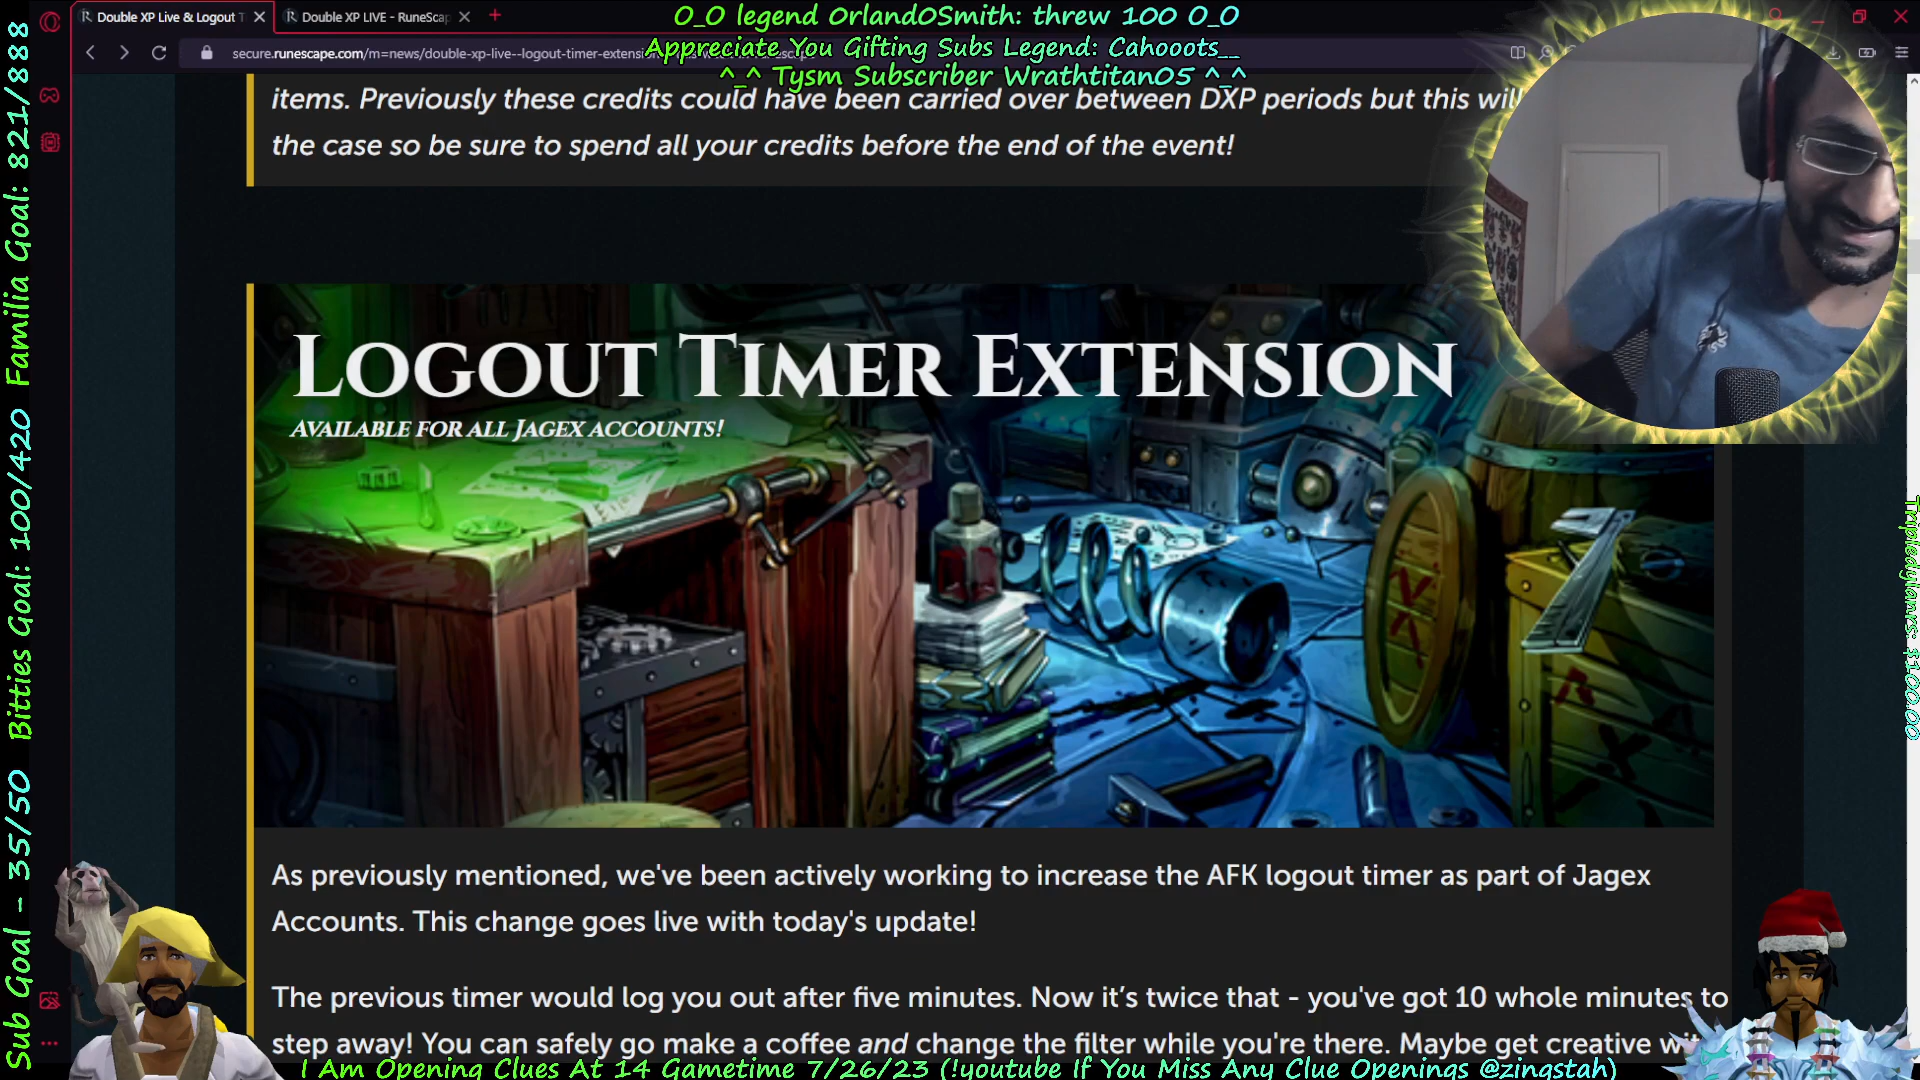 Double XP Live & Logout T
Double XP LIVE - RuneScap
O_O legend OrlandOSmith: threw 100 O_O
Appreciate You Gifting Subs Legend: Cahooots__
^_^ Tysm Subscriber Wrathtitan05 ^_^
secure.runescape.com/m=news/double-xp-live--logout-timer-extensio
items. Previously these credits could have been carried over between DXP periods but this will
the case so be sure to spend all your credits before the end of the event!
LOGOUT TIMER EXTENSION
AVAILABLE FOR ALL JAGEX ACCOUNTS!
As previously mentioned, we've been actively working to increase the AFK logout timer as part of Jagex
Accounts. This change goes live with today's update!
The previous timer would log you out after five minutes. Now it’s twice that - you've got 10 whole minutes to
step away! You can safely go make a coffee and change the filter while you're there. Maybe get creative
I Am Opening Clues At 14 Gametime 7/26/23 (!youtube If You Miss Any Clue Openings @zingstah)
Sub Goal - 35/50 Bitties Goal: 100/420 Familia Goal: 821/888